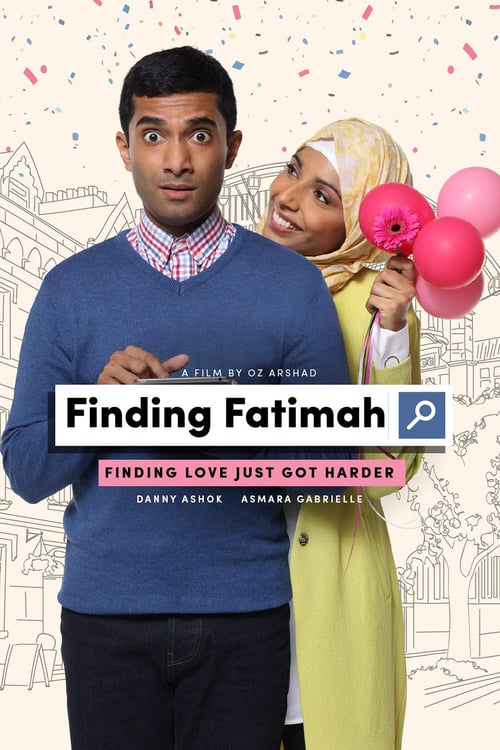 A FILM BY OZ ARSHAD
Finding Fatimah
FINDING LOVE JUST GOT HARDER
DANNY ASHOK ASMARA GABRIELLE